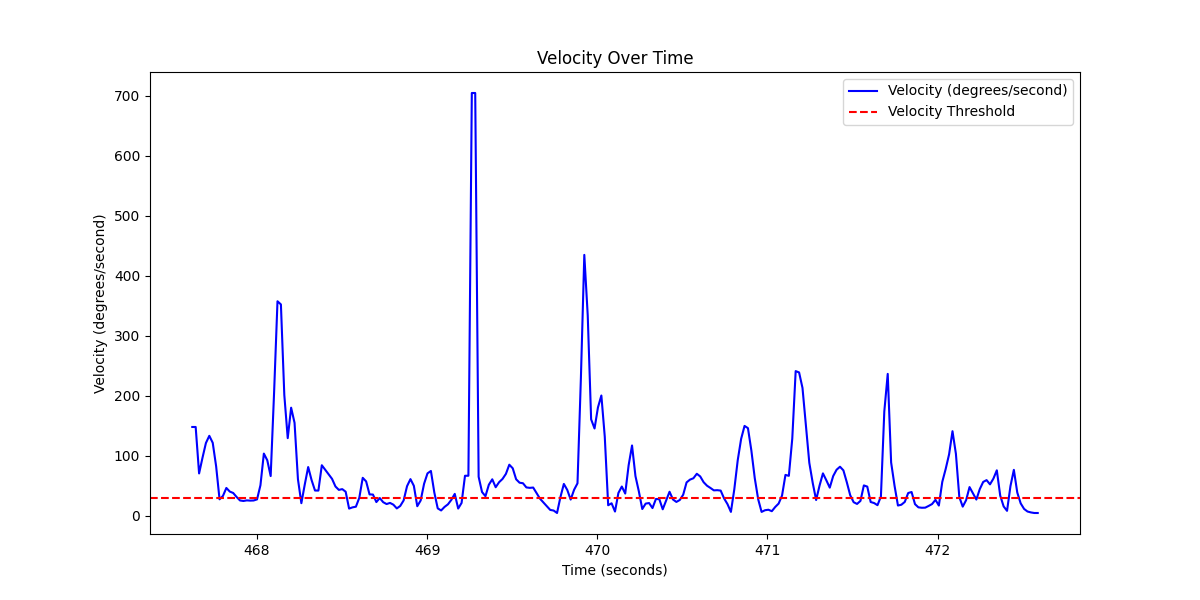 Velocity Over Time
Velocity (degrees/second)
Velocity Threshold
700
600
500
400
300
200
100
0
Velocity (degrees/second)
468
469
470
471
472
Time (seconds)